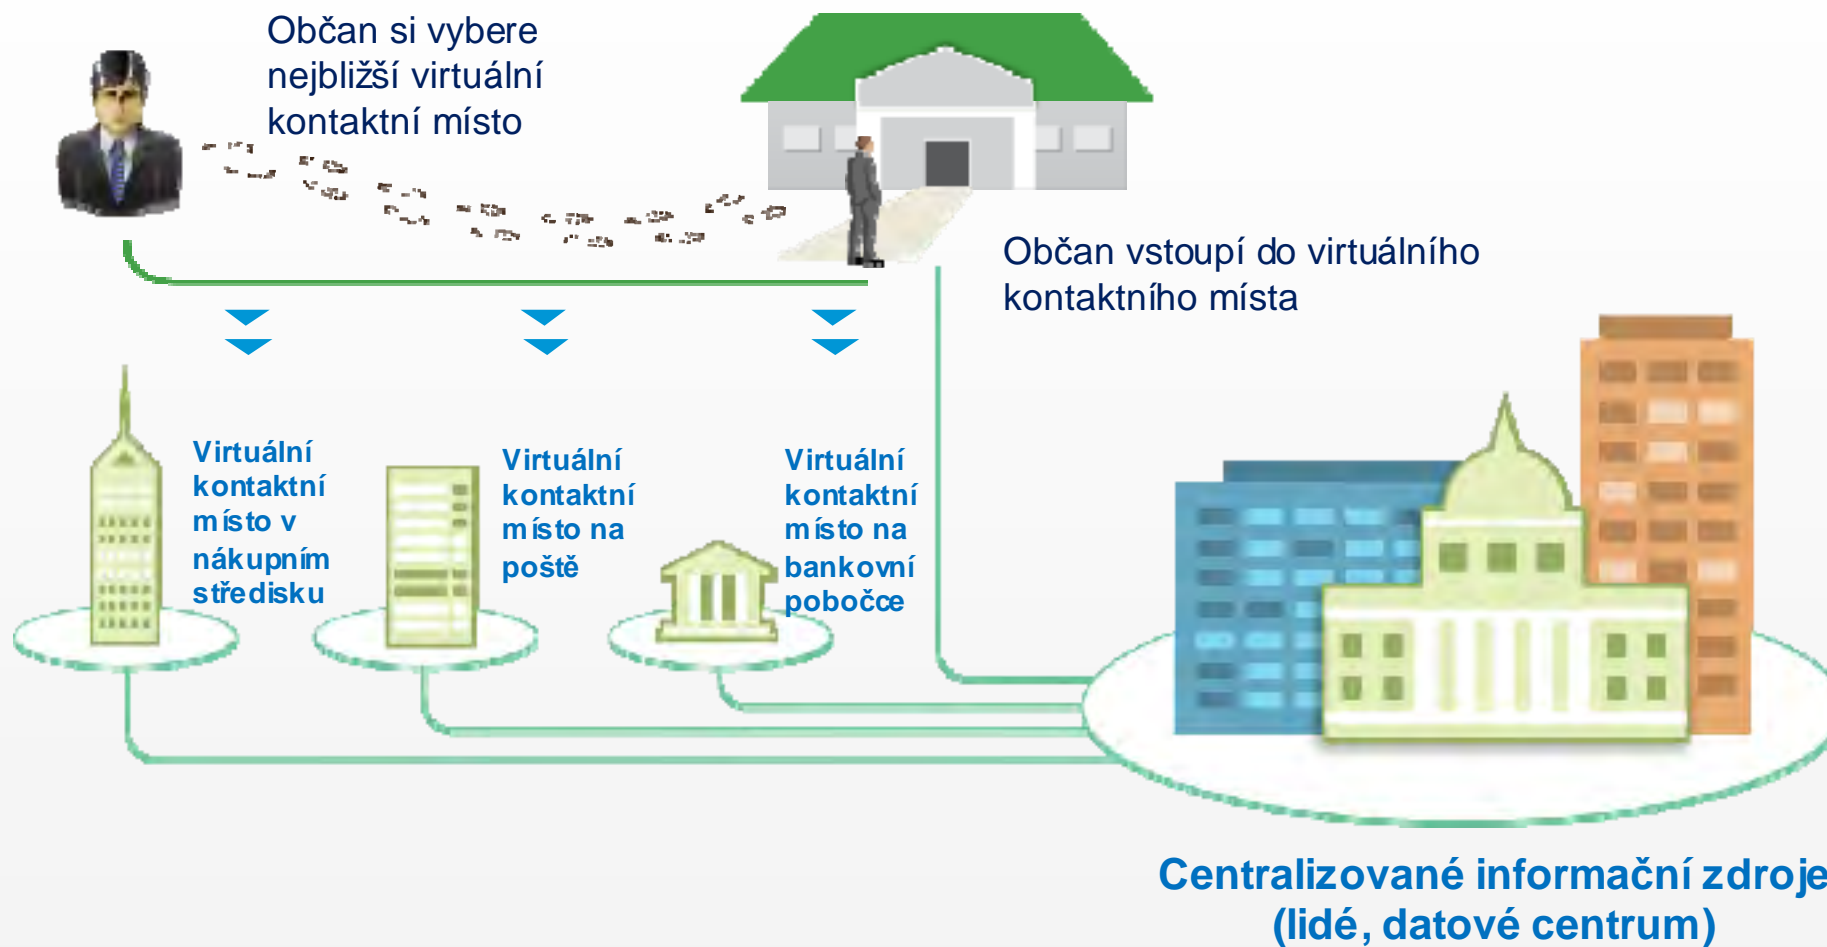 Občan si vybere
nejbližší virtuální
kontaktní místo
Občan vstoupí do virtuálního
kontaktního místa
Virtuální
kontaktní
místo v
nákupním
středisku
Virtuální
kontaktní
místo na
poště
Virtuální
kontaktní
místo na
bankovní
pobočce
Centralizované informační zdroje
(lidé, datové centrum)